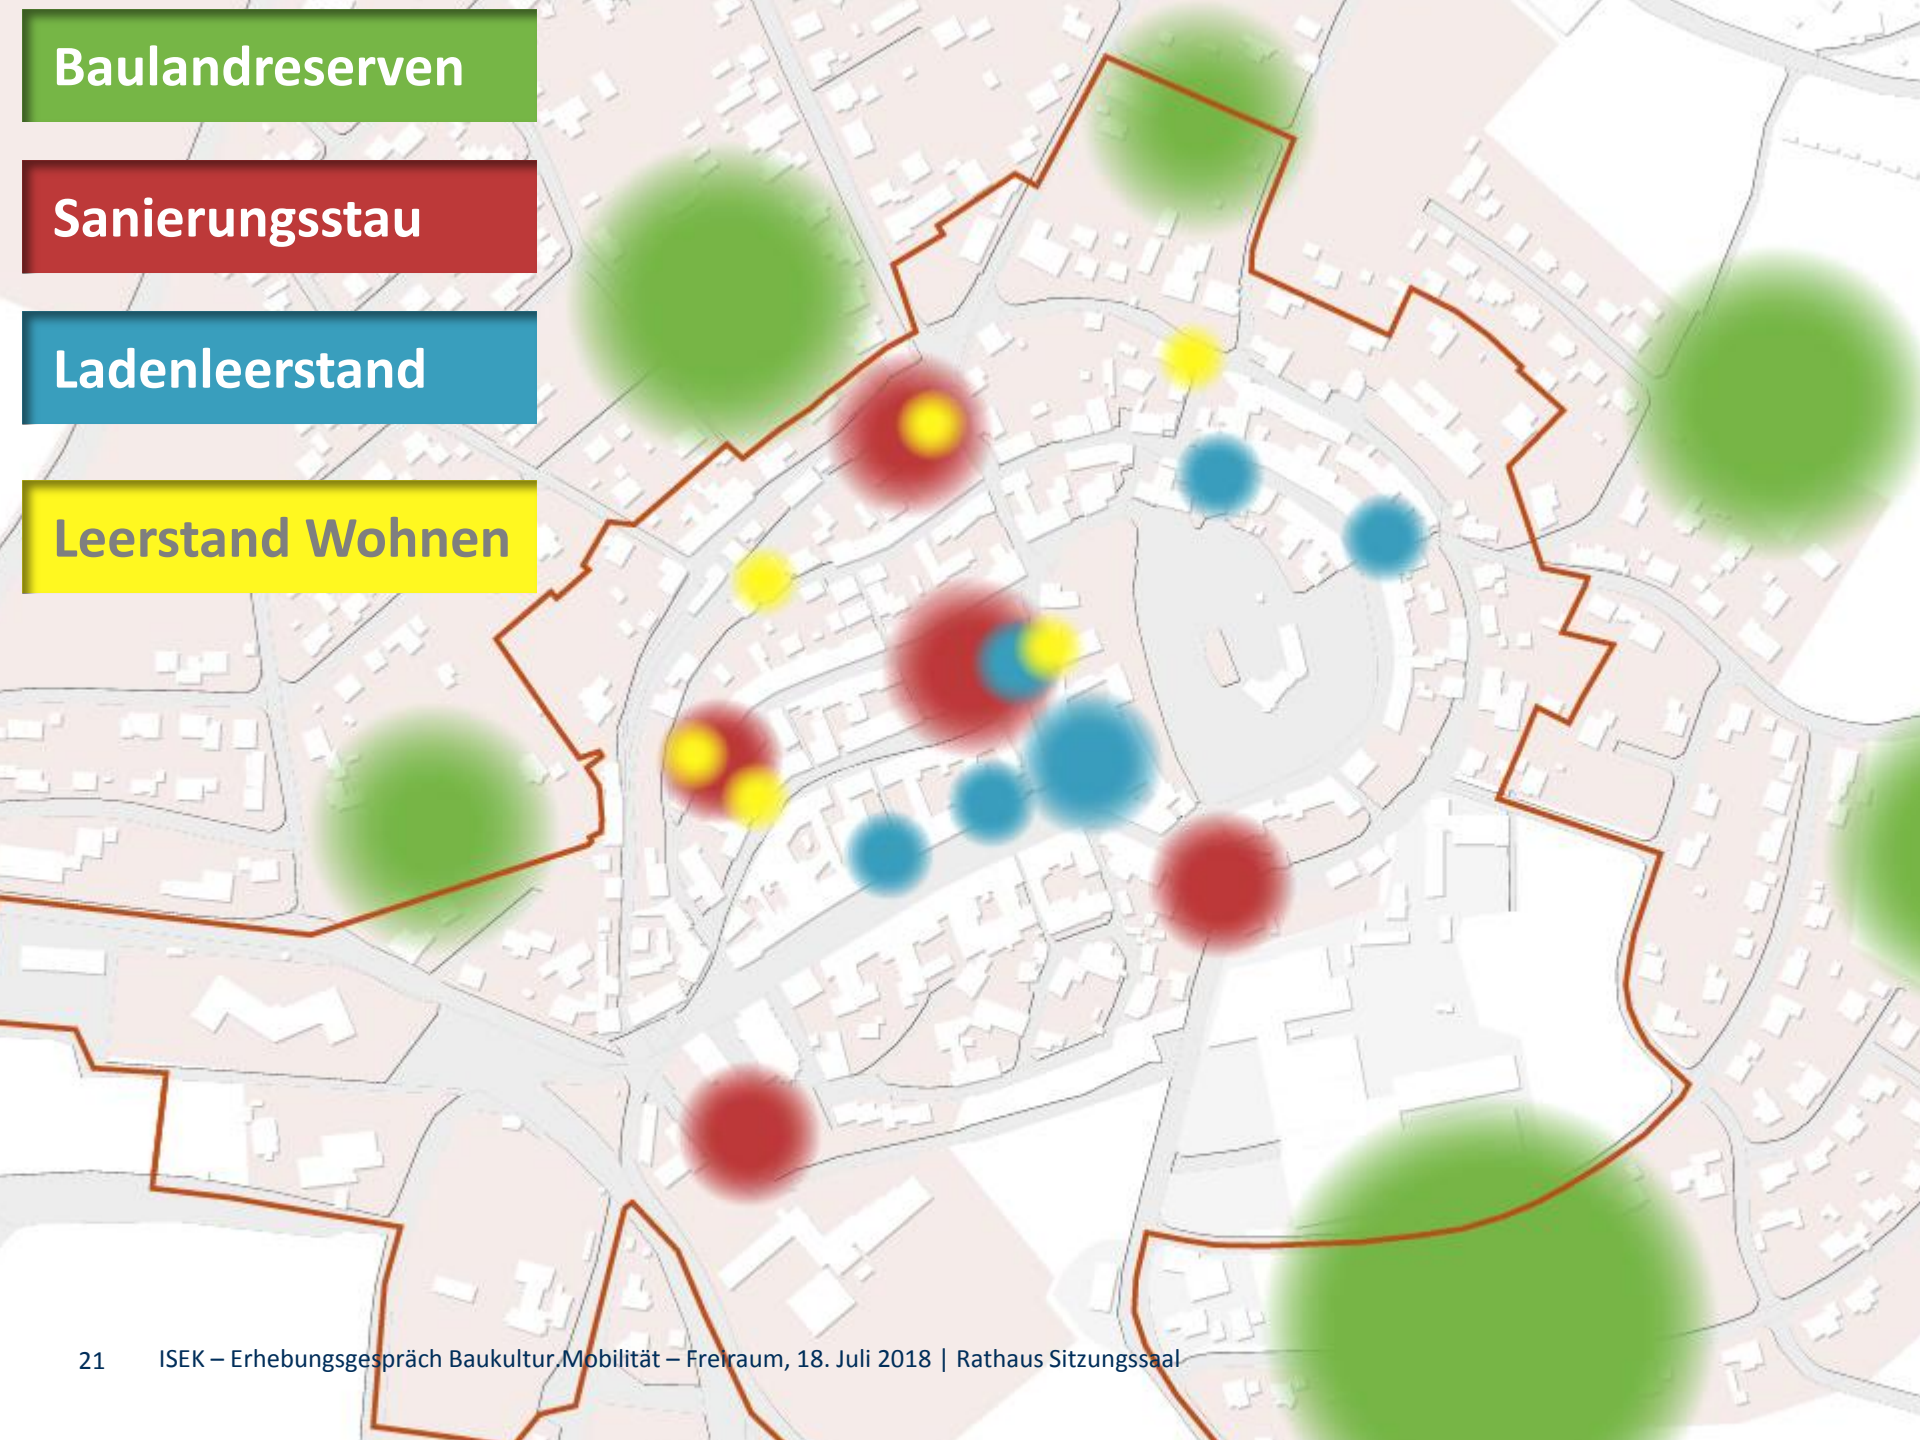 Baulandreserven
Sanierungsstau
Ladenleerstand
Leerstand Wohnen
21 ISEK – Erhebungsgespräch Baukultur.Mobilität – Freiraum, 18. Juli 2018 | Rathaus Sitzungssaal